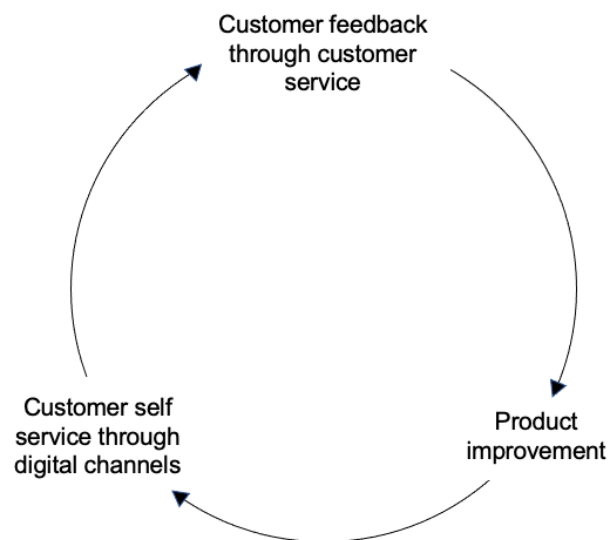 Customer feedback
through customer
service
Product
improvement
Customer self
service through
digital channels